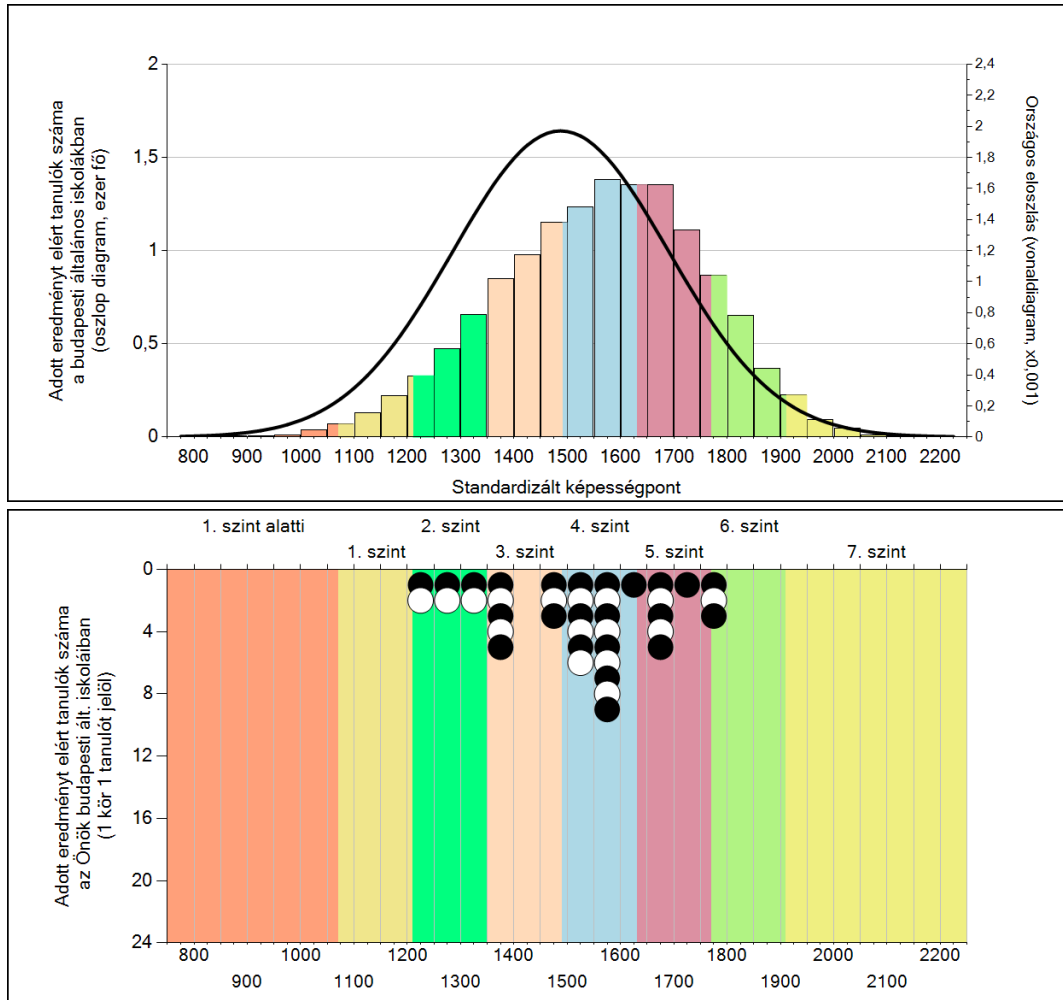 Adott eredményt elért tanulók száma
a budapesti általános iskolákban
(oszlop diagram, ezer fő)
2
1,5
1
0,5
0
2,4
2,2
2
1,8
1,6
1,4
1,2
1
0,8
0,6
0,4
0,2
0
Országos eloszlás (vonaldiagram, x0,001)
800 900 1000 1100 1200 1300 1400 1500 1600 1700 1800 1900 2000 2100 2200
Standardizált képességpont
1. szint alatti 2. szint 4. szint 6. szint
1. szint 3. szint 5. szint 7. szint
Adott eredményt elért tanulók száma
az Önök budapesti ált. iskoláiban
(1 kör 1 tanulót jelöl)
0
4
8
12
16
20
24
800 1000 1200 1400 1600 1800 2000 2200
900 1100 1300 1500 1700 1900 2100